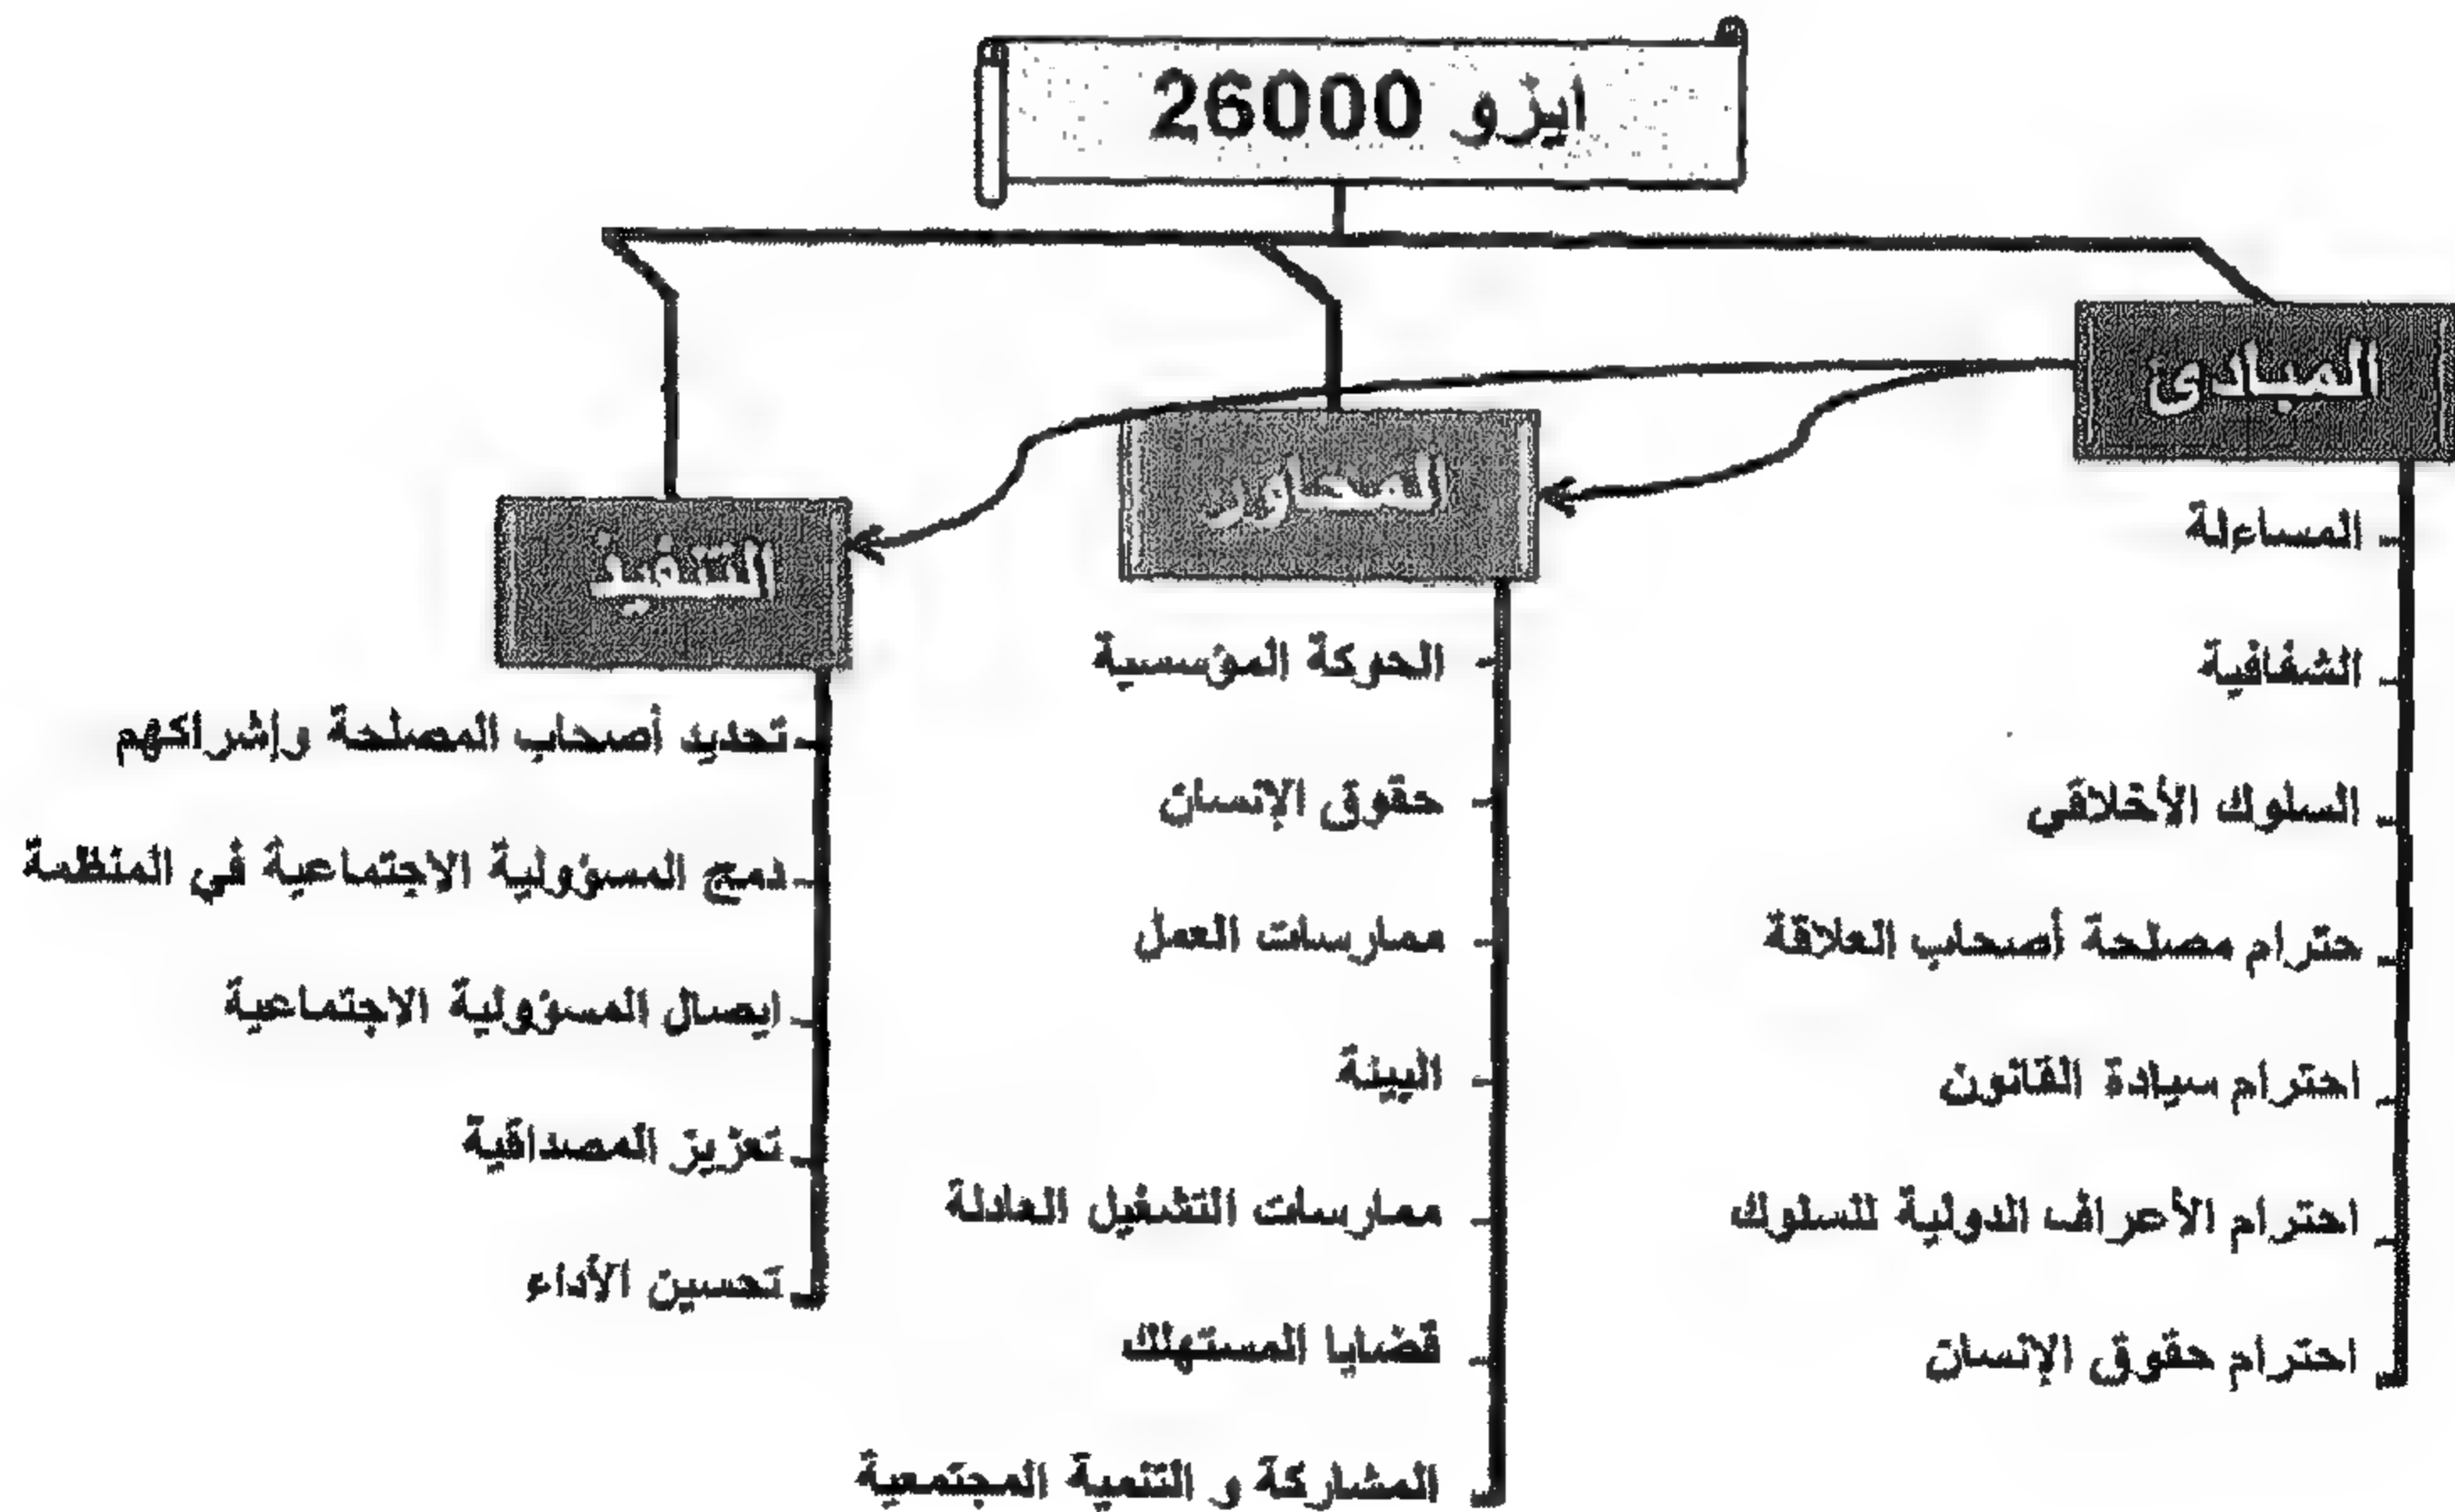 ايزو 26000
المبادئ
المساءلة
الشفافية
السلوك الأخلاقي
حترام مصلحة أصحاب العلاقة
احترام سيادة القانون
احترام الأعراف الدولية للسلوك
احترام حقوق الإنسان
المحاور
الحوكة المؤسسية
حقوق الإنسان
ممارسات العمل
البيئة
ممارسات التشغيل العادلة
قضايا المستهلك
المشاركة و التنمية المجتمعية
التنفيذ
تحديد أصحاب المصلحة وإشراكهم
دمج المسؤولية الاجتماعية في المنظمة
ايصال المسؤولية الاجتماعية
تعزيز المصداقية
تحسين الأداء